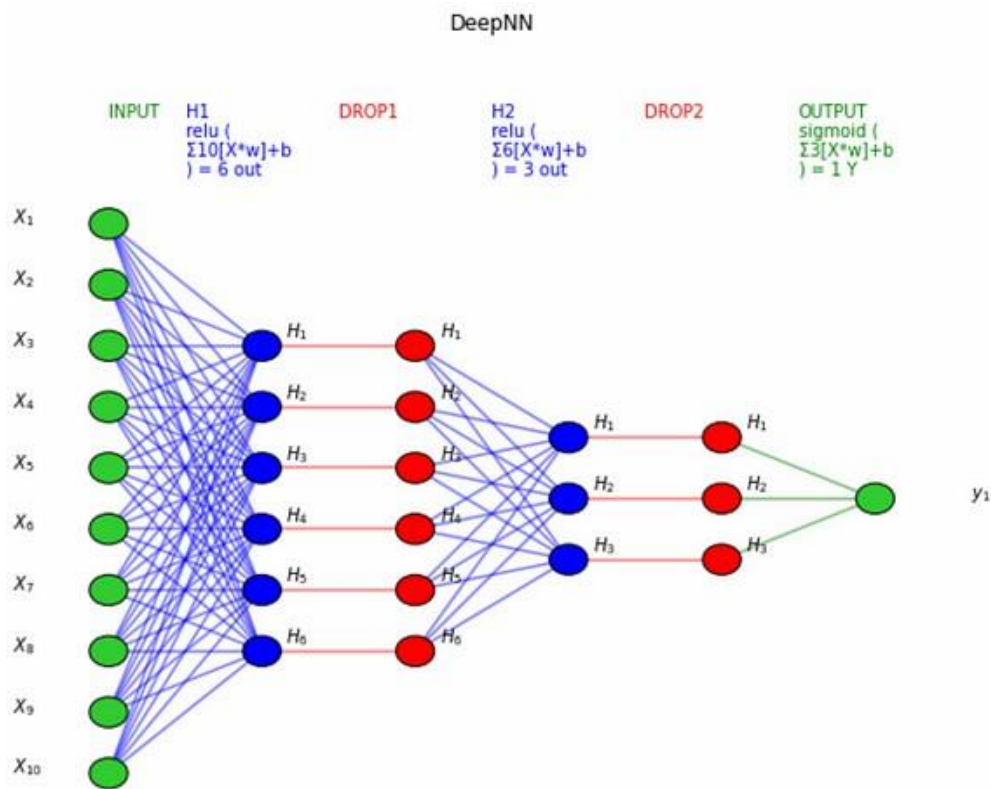 DeepNN
INPUT
H1
relu (
Σ10[X*w]+b
) = 6 out
DROP1
H2
relu (
Σ6[X*w]+b
) = 3 out
DROP2
OUTPUT
sigmoid (
Σ3[X*w]+b
) = 1 Y
X₁
X₂
X₃
X₄
X₅
X₆
X₇
X₈
X₉
X₁₀
H₁
H₂
H₃
H₄
H₅
H₆
H₁
H₂
H₃
H₄
H₅
H₆
H₁
H₂
H₃
H₁
H₂
H₃
y₁